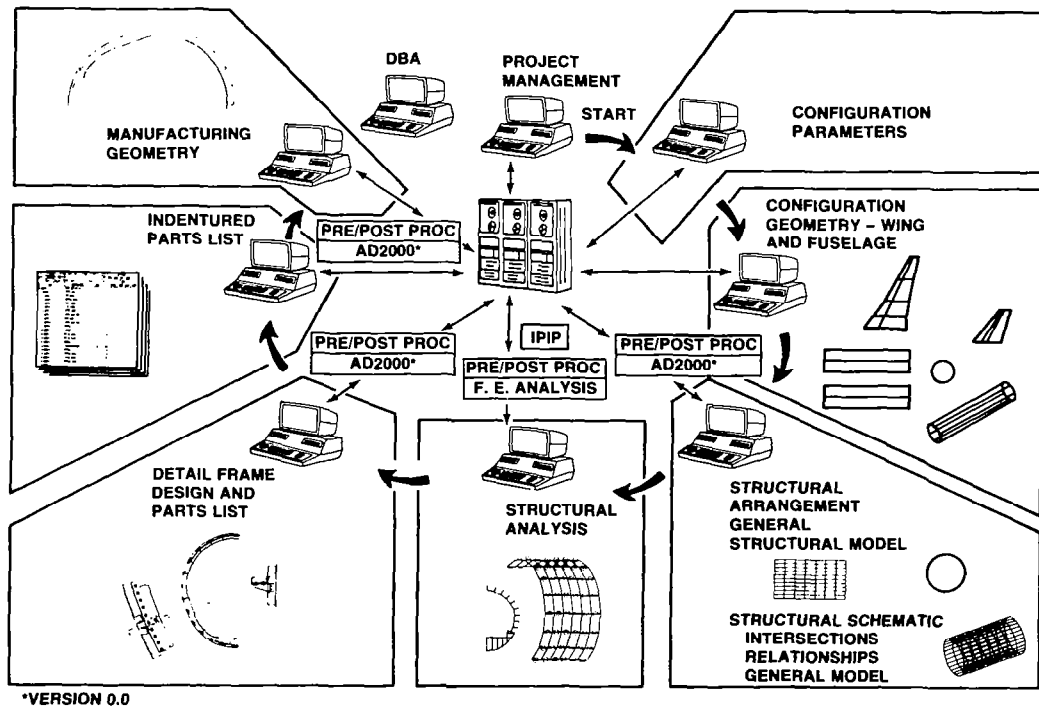 DBA
PROJECT
MANAGEMENT
START
CONFIGURATION
PARAMETERS
MANUFACTURING
GEOMETRY
INDENTURED
PARTS LIST
PRE/POST PROC
AD2000*
CONFIGURATION
GEOMETRY – WING
AND FUSELAGE
PRE/POST PROC
AD2000*
IPIP
PRE/POST PROC
F. E. ANALYSIS
PRE/POST PROC
AD2000*
DETAIL FRAME
DESIGN AND
PARTS LIST
STRUCTURAL
ANALYSIS
STRUCTURAL
ARRANGEMENT
GENERAL
STRUCTURAL MODEL
STRUCTURAL SCHEMATIC
INTERSECTIONS
RELATIONSHIPS
GENERAL MODEL
*VERSION 0.0